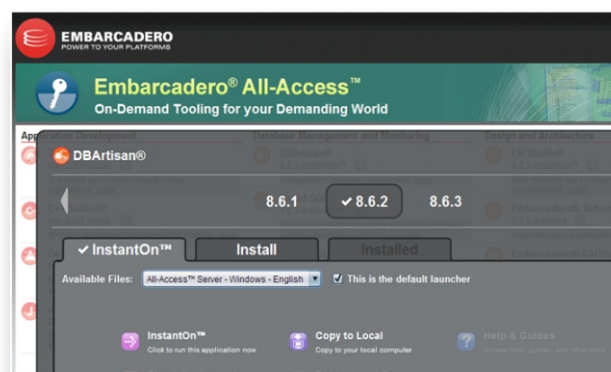 EMBARCADERO
POWER TO YOUR PLATFORMS
Embarcadero® All-Access™
On-Demand Tooling for your Demanding World
Application Development Database Management and Monitoring Design and Architecture
DBArtisan®
DBArtisan®
8.6.1 8.6.2 8.6.3
InstantOn™ Install Installed
Available Files: All-Access™ Server - Windows - English This is the default launcher
InstantOn™ Copy to Local Help & Guides
Click to run this application now Copy to your local computer